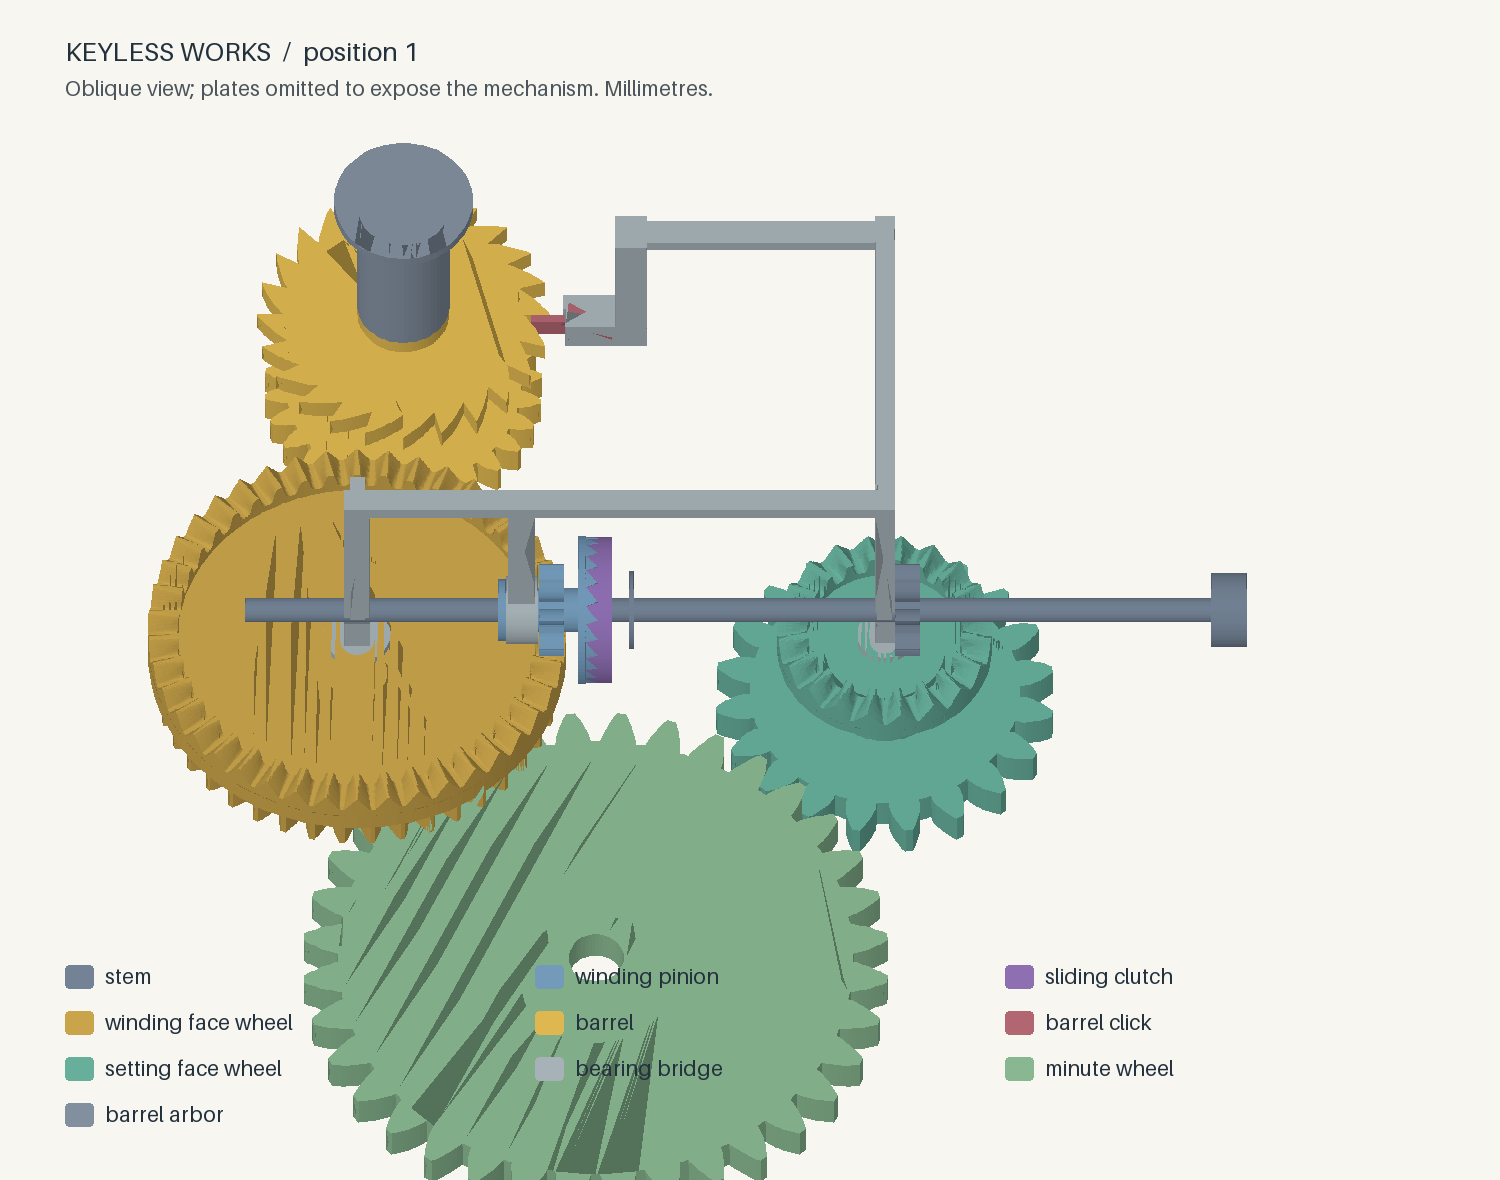 KEYLESS WORKS / position 1
Oblique view; plates omitted to expose the mechanism. Millimetres.
stem
winding pinion
sliding clutch
winding face wheel
barrel
barrel click
setting face wheel
bearing bridge
minute wheel
barrel arbor